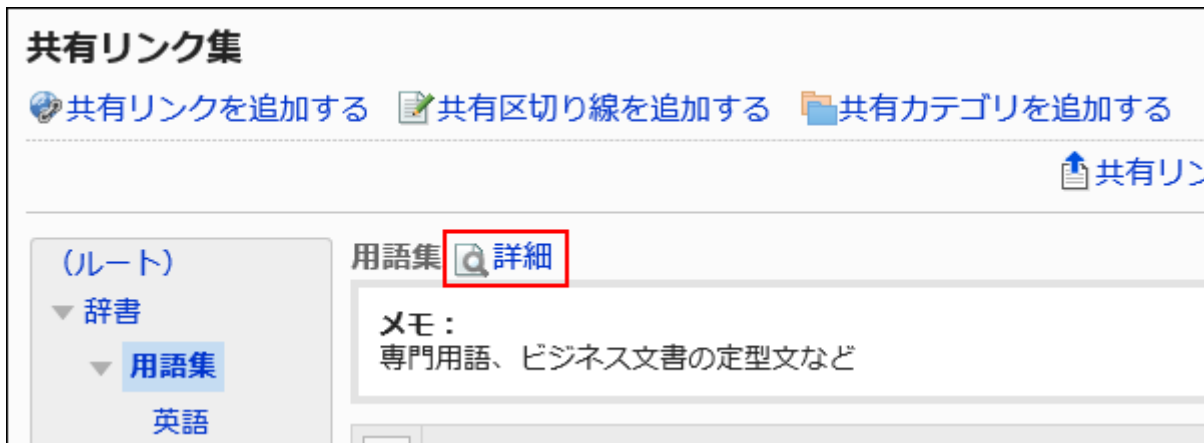 共有リンク集
共有リンクを追加する 共有区切り線を追加する 共有カテゴリを追加する
共有リン
(ルート)
辞書
用語集
英語
用語集 詳細
メモ:
専門用語、ビジネス文書の定型文など